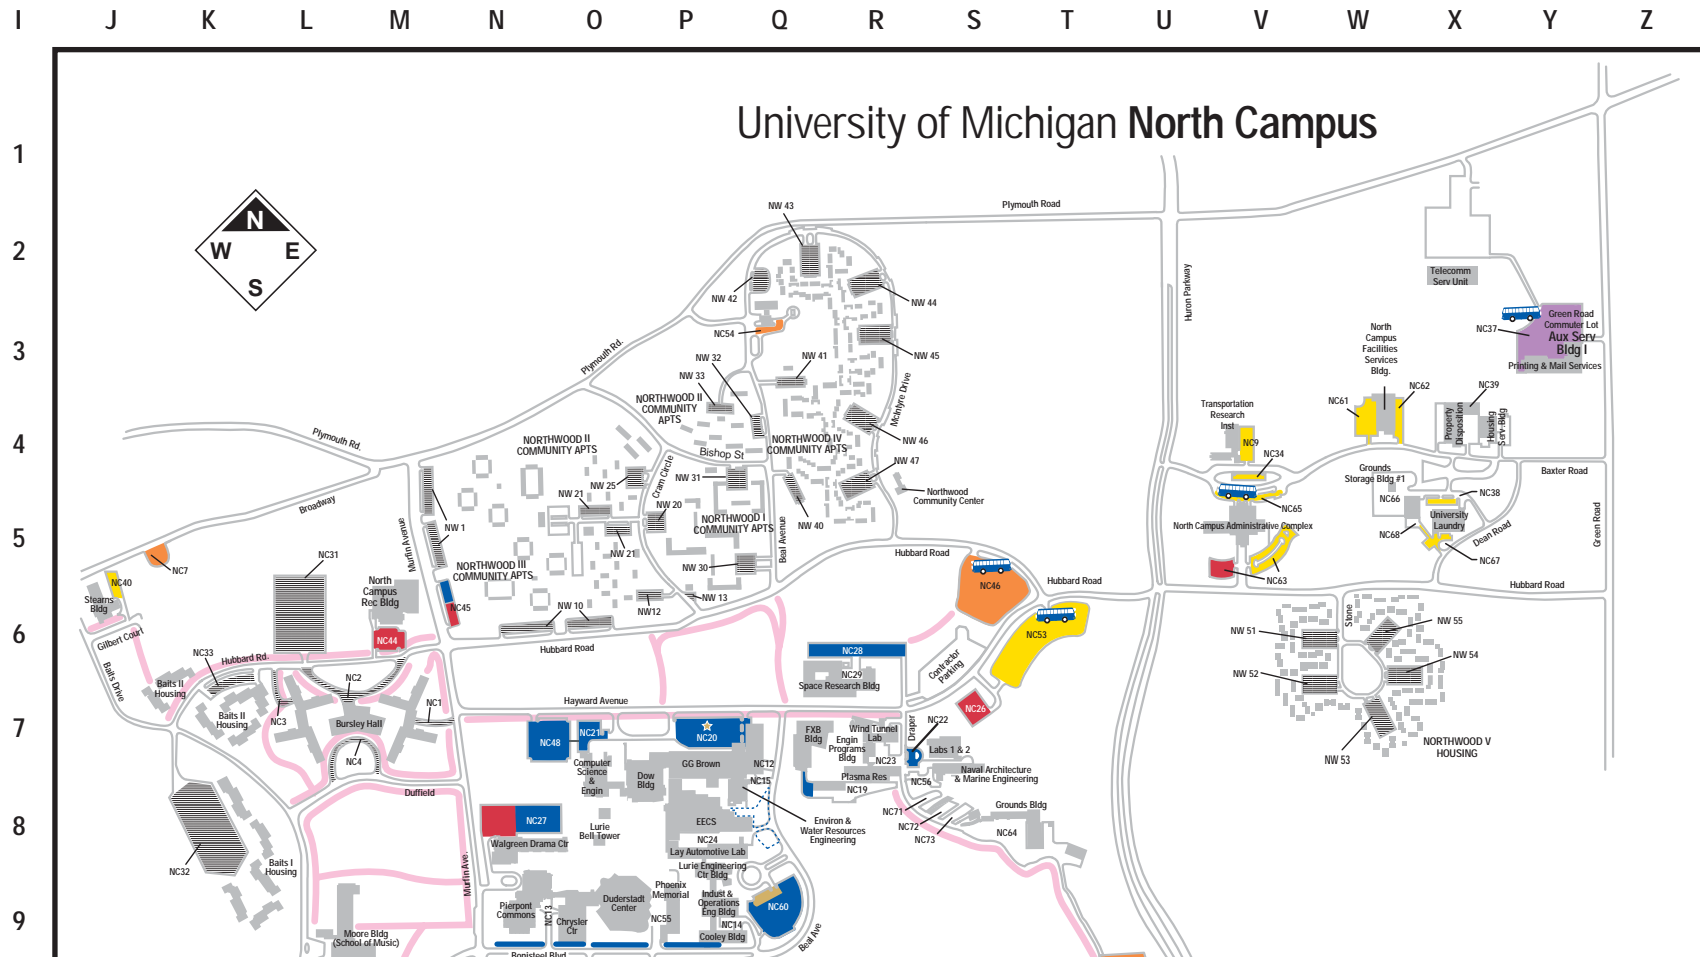 I J K L M N O P Q R S T U V W X Y Z
University of Michigan North Campus
1
2
3
4
5
6
7
8
9
N
W E
S
Plymouth Road
NW 43
NW 42
NW 44
NC54
NW 45
NW 41
NW 32
NW 33
NORTHWOOD II
COMMUNITY
APTS
Plymouth Rd.
McIntyre Drive
NW 46
NORTHWOOD IV
COMMUNITY APTS
Bishop St
NW 47
NW 31
Northwood
Community Center
NW 40
Huron Parkway
Telecomm
Serv Unit
Green Road
Commuter Lot
NC37
Aux Serv
Bldg I
Printing & Mail Services
North
Campus
Facilities
Services
Bldg.
NC61
NC62
NC39
Property
Disposition
Housing
Serv Bldg
Transportation
Research
Inst
NC9
NC34
NC65
Grounds
Storage Bldg #1
NC66
NC38
Baxter Road
University
Laundry
NC68
NC67
Dean Road
Green Road
North Campus Administrative Complex
NC63
Hubbard Road
Plymouth Rd.
Broadway
NORTHWOOD II
COMMUNITY APTS
NW 25
Cram Circle
NW 21
NW 20
NW 21
NW 1
Murfin Avenue
NORTHWOOD I
COMMUNITY APTS
Beal Avenue
NORTHWOOD III
COMMUNITY APTS
NW 30
NW 13
NW12
NW 10
Hubbard Road
Hubbard Road
NC46
Hubbard Road
NC53
NC7
NC40
Stearns
Bldg
NC31
North
Campus
Rec Bldg
NC45
NC44
Gilbert Court
Baits Drive
Hubbard Rd.
NC33
Baits II
Housing
Baits II
Housing
NC2
NC3
Bursley Hall
NC1
NC4
Duffield
NC32
Baits I
Housing
Murfin Ave.
Moore Bldg
(School of Music)
Hayward Avenue
NC28
NC29
Space Research Bldg
Contractor
Parking
NC26
Stone
NW 51
NW 52
NW 53
NW 54
NW 55
NORTHWOOD V
HOUSING
NC48
NC21
NC20
Computer
Science
&
Engin
Dow
Bldg
GG Brown
NC12
NC15
FXB
Bldg
Wind Tunnel
Lab
Engin
Programs
Bldg
NC23
Plasma Res
NC19
Draper
NC22
Labs 1 & 2
Naval Architecture
& Marine Engineering
NC56
NC71
NC72
NC73
Grounds Bldg
NC64
Environ &
Water Resources
Engineering
NC27
Walgreen Drama Ctr
Lurie
Bell Tower
EECS
NC24
Lay Automotive Lab
Lurie Engineering
Ctr Bldg
Phoenix
Memorial
Indust &
Operations
Eng Bldg
NC60
Pierpont
Commons
NC13
Chrysler
Ctr
Duderstadt
Center
NC55
NC14
Cooley Bldg
Beal Ave
Bonisteel Blvd